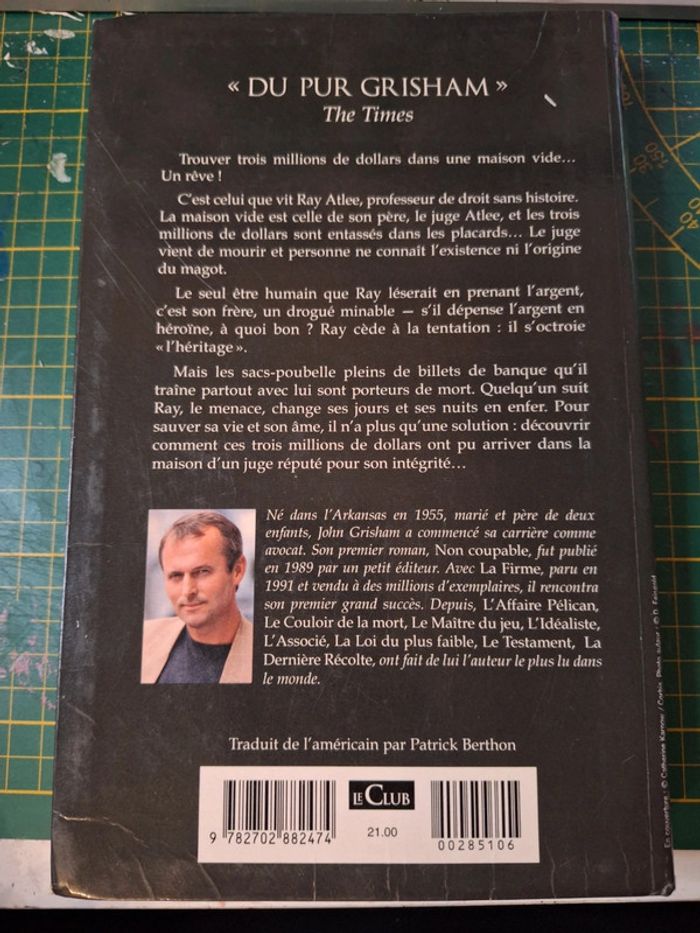 « DU PUR GRISHAM »
The Times
Trouver trois millions de dollars dans une maison vide…
Un rêve !
C'est celui que vit Ray Atlee, professeur de droit sans histoire.
La maison vide est celle de son père, le juge Atlee, et les trois
millions de dollars sont entassés dans les placards… Le juge
vient de mourir et personne ne connaît l'existence ni l'origine
du magot.
Le seul être humain que Ray léserait en prenant l'argent,
c'est son frère, un drogué minable — s'il dépense l'argent en
héroïne, à quoi bon ? Ray cède à la tentation : il s'octroie
« l'héritage ».
Mais les sacs-poubelle pleins de billets de banque qu'il
traîne partout avec lui sont porteurs de mort. Quelqu'un suit
Ray, le menace, change ses jours et ses nuits en enfer. Pour
sauver sa vie et son âme, il n'a plus qu'une solution : découvrir
comment ces trois millions de dollars ont pu arriver dans la
maison d'un juge réputé pour son intégrité…
Né dans l'Arkansas en 1955, marié et père de deux
enfants, John Grisham a commencé sa carrière comme
avocat. Son premier roman, Non coupable, fut publié
en 1989 par un petit éditeur. Avec La Firme, paru en
1991 et vendu à des millions d'exemplaires, il rencontra
son premier grand succès. Depuis, L'Affaire Pélican,
Le Couloir de la mort, Le Maître du jeu, L'Idéaliste,
L'Associé, La Loi du plus faible, Le Testament, La
Dernière Récolte, ont fait de lui l'auteur le plus lu dans
le monde.
Traduit de l'américain par Patrick Berthon
LE CLUB
21.00
9 782702 882474
00285106
En couverture : © Catherine Karnow / Corbis. Photo auteur : © D.